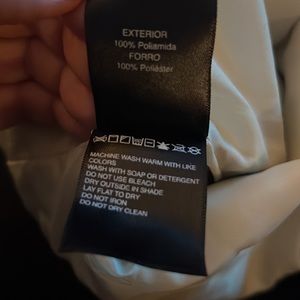 EXTERIOR
100% Poliamida
FORRO
100% Poliéster
MACHINE WASH WARM WITH LIKE
COLORS
WASH WITH SOAP OR DETERGENT
DO NOT USE BLEACH
DRY OUTSIDE IN SHADE
LAY FLAT TO DRY
DO NOT IRON
DO NOT DRY CLEAN